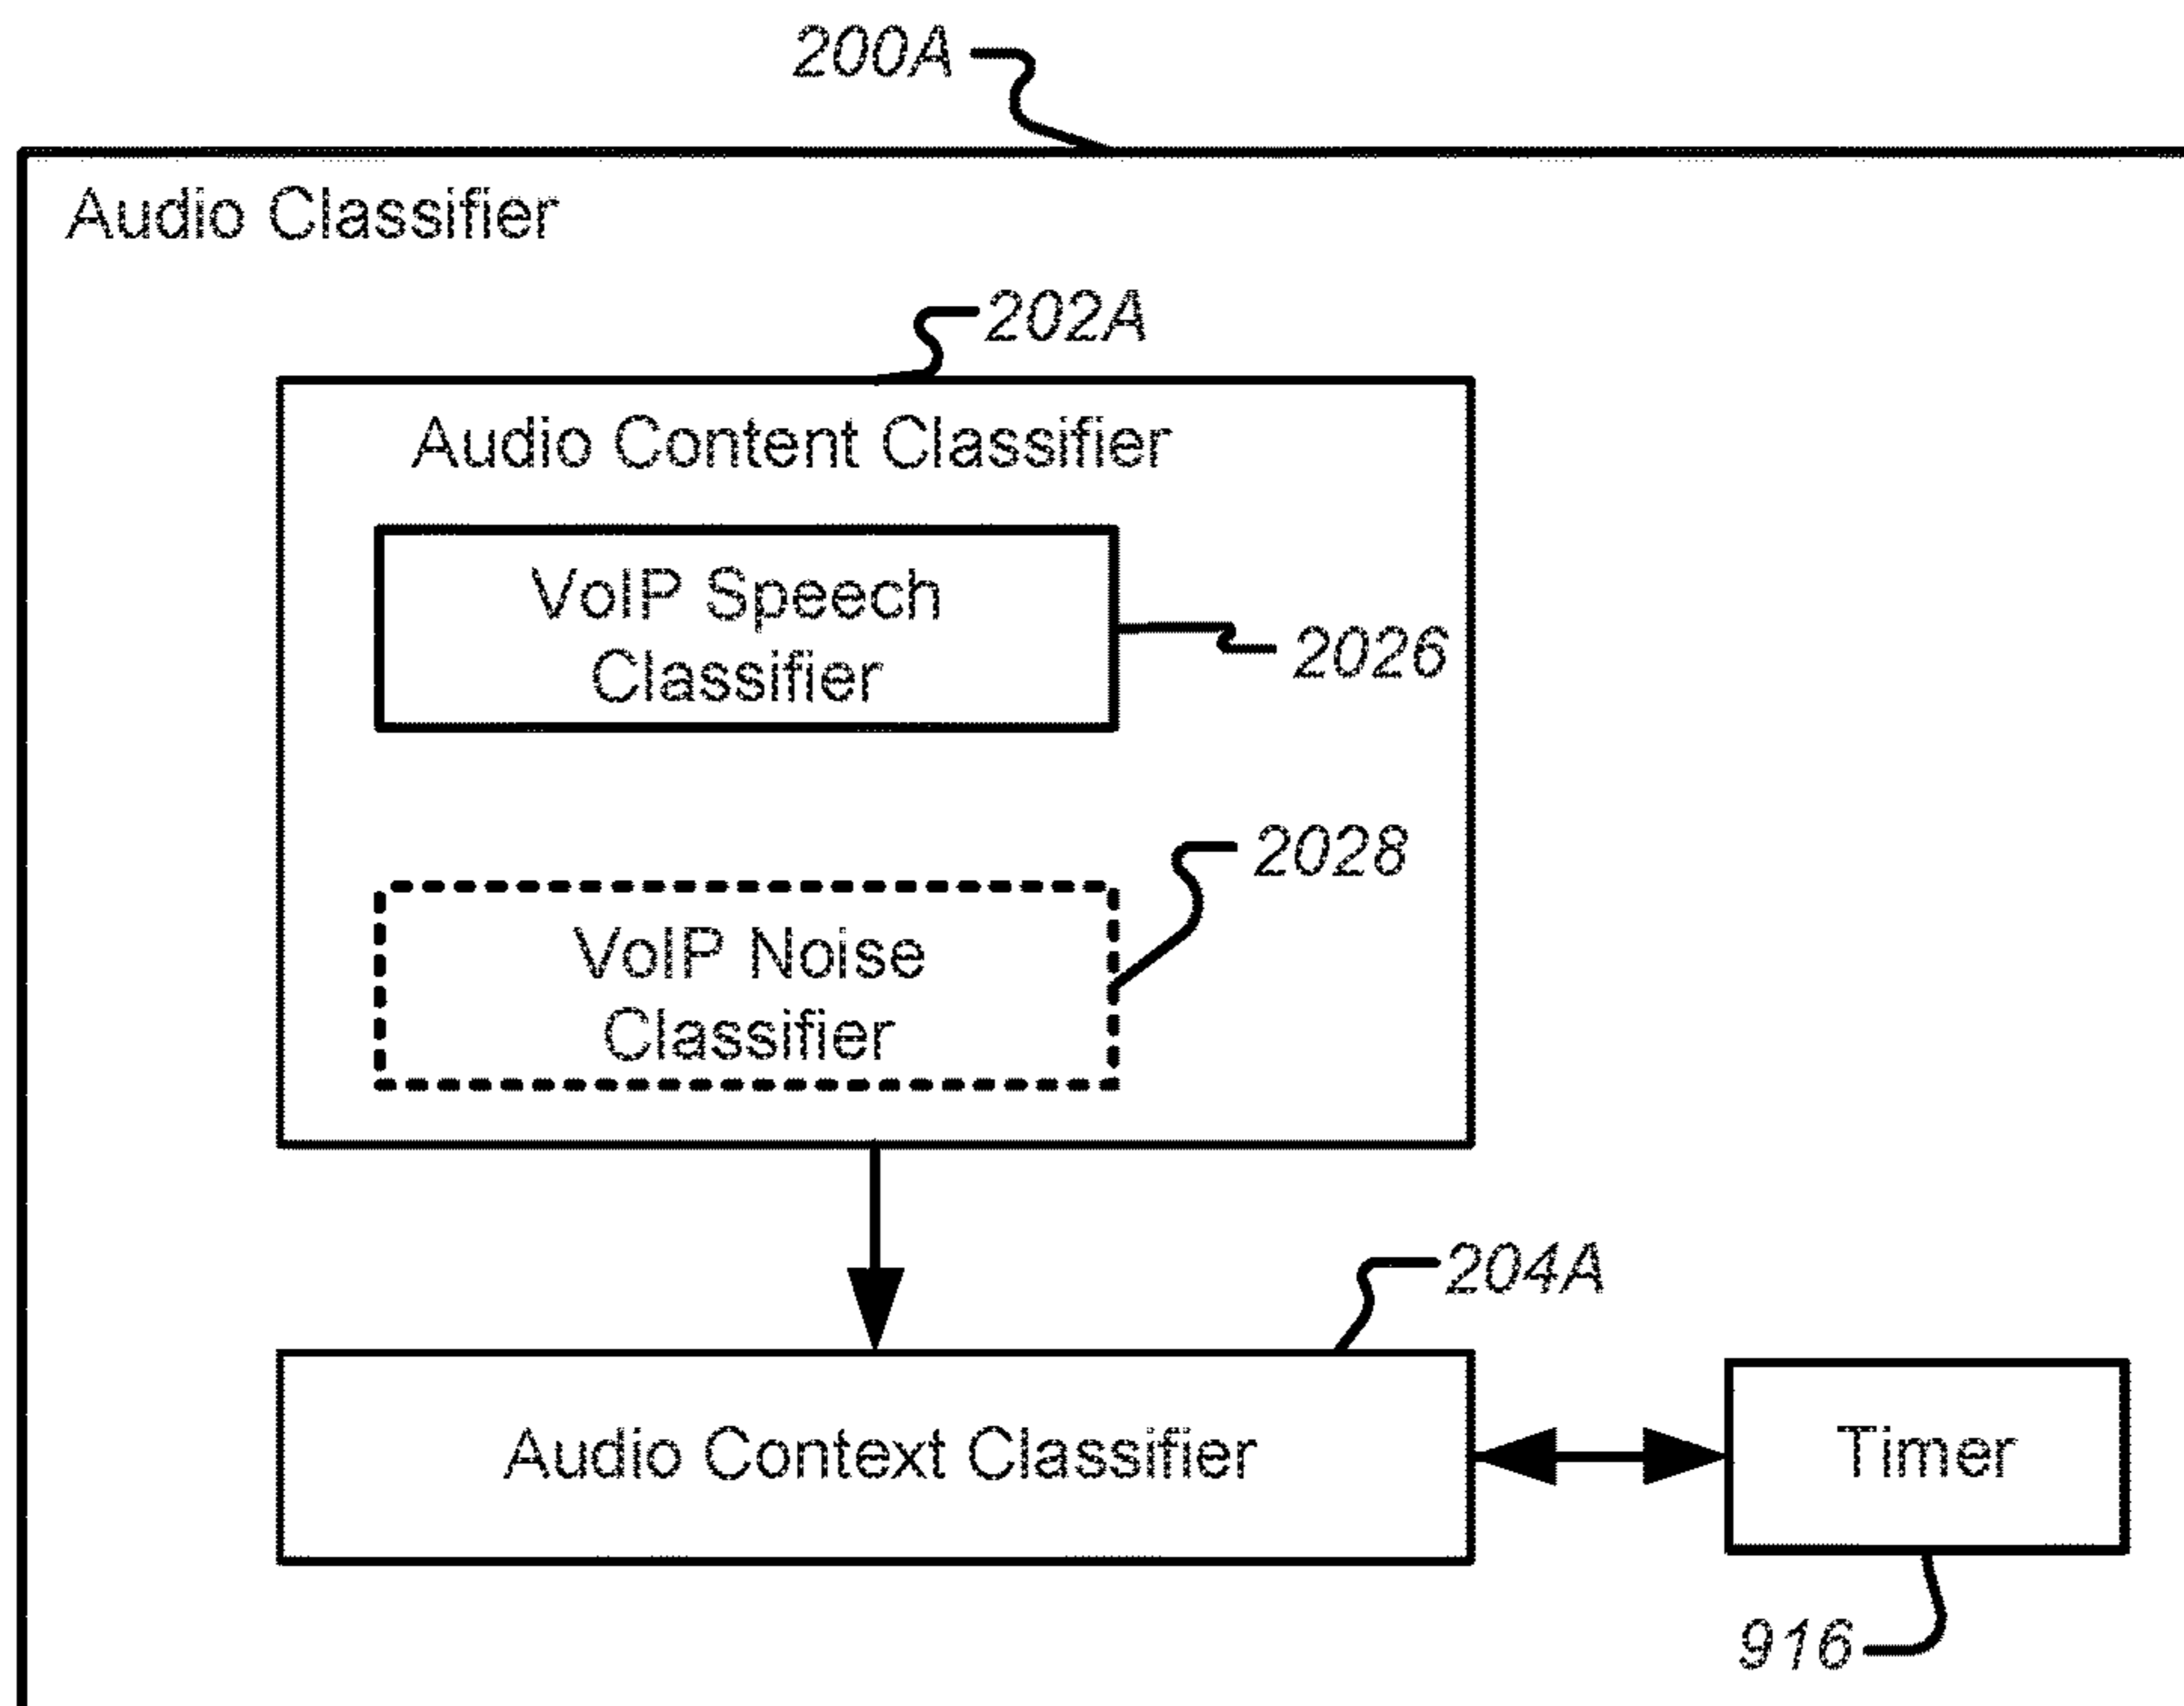 200A
Audio Classifier
202A
Audio Content Classifier
VoIP Speech
Classifier
2026
2028
VoIP Noise
Classifier
204A
Audio Context Classifier
Timer
916